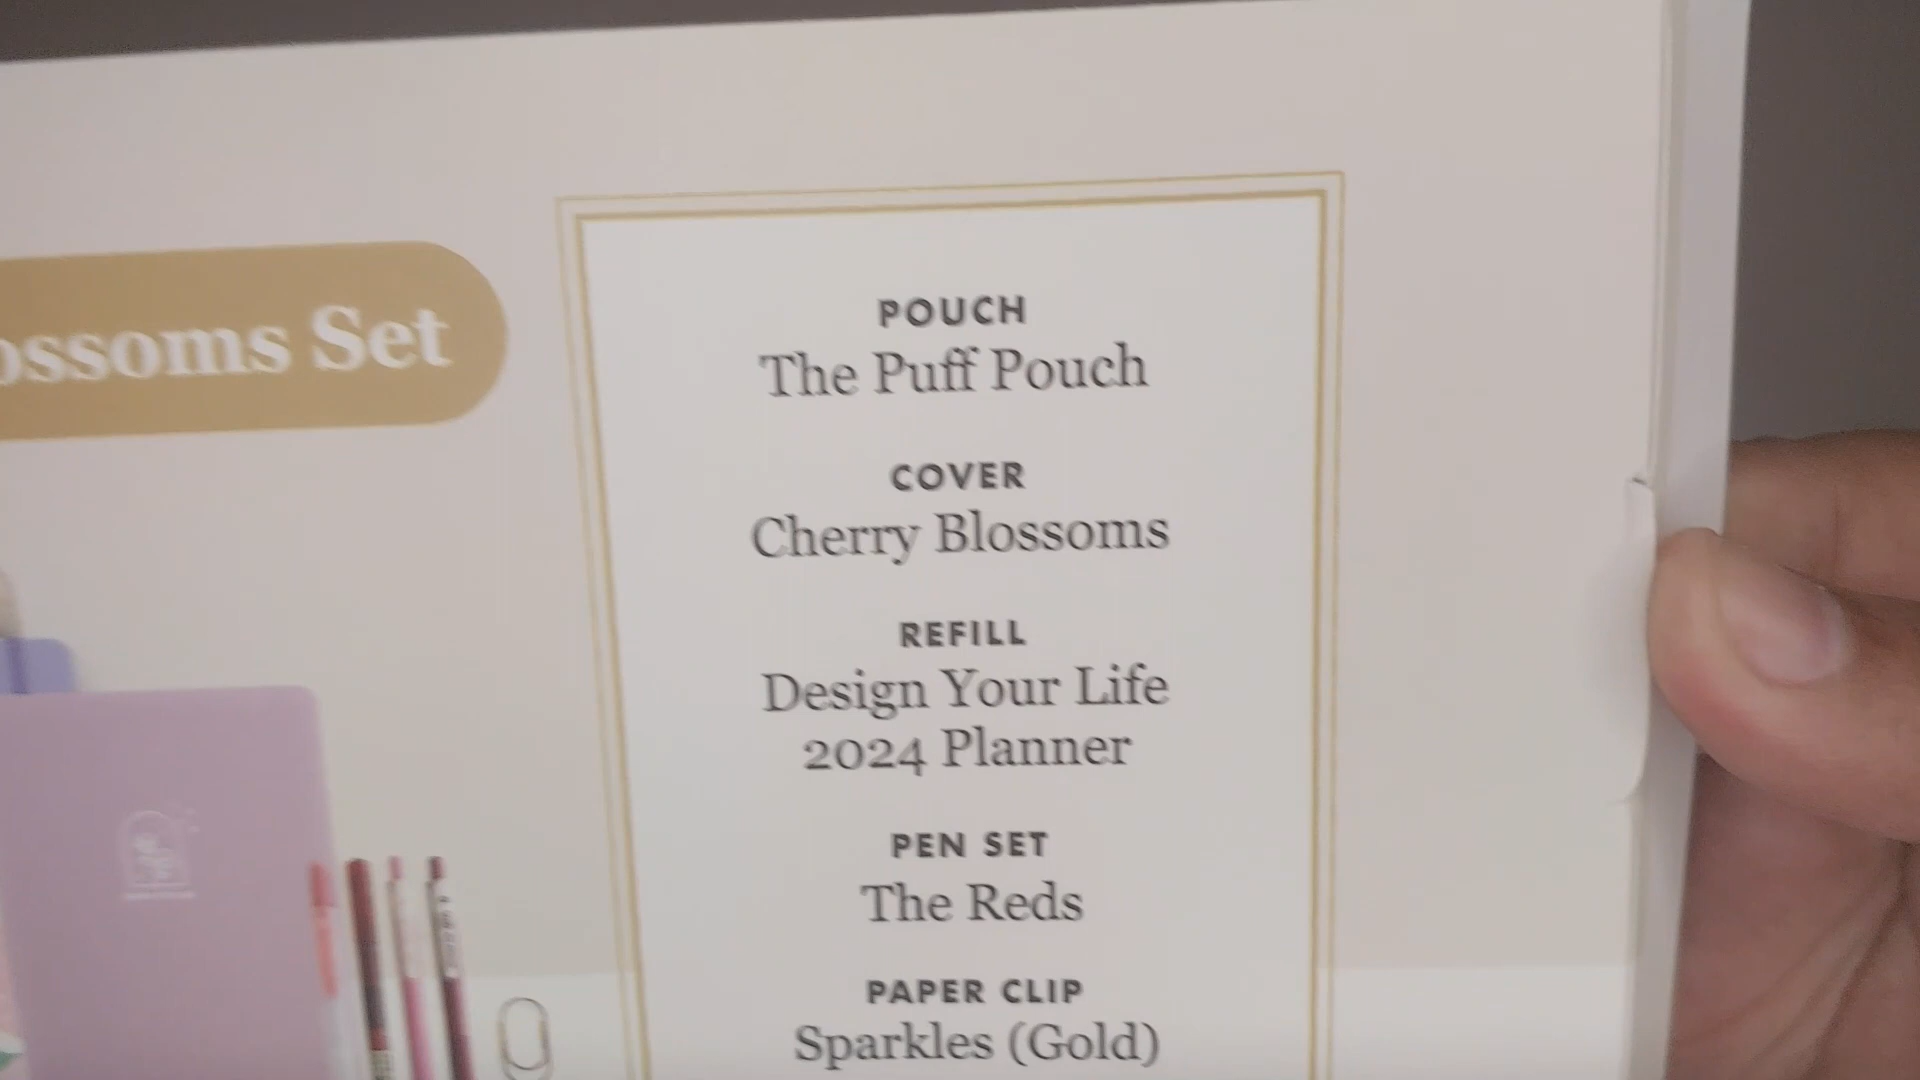 ossoms Set
POUCH
The Puff Pouch
COVER
Cherry Blossoms
REFILL
Design Your Life
2024 Planner
PEN SET
The Reds
PAPER CLIP
Sparkles (Gold)